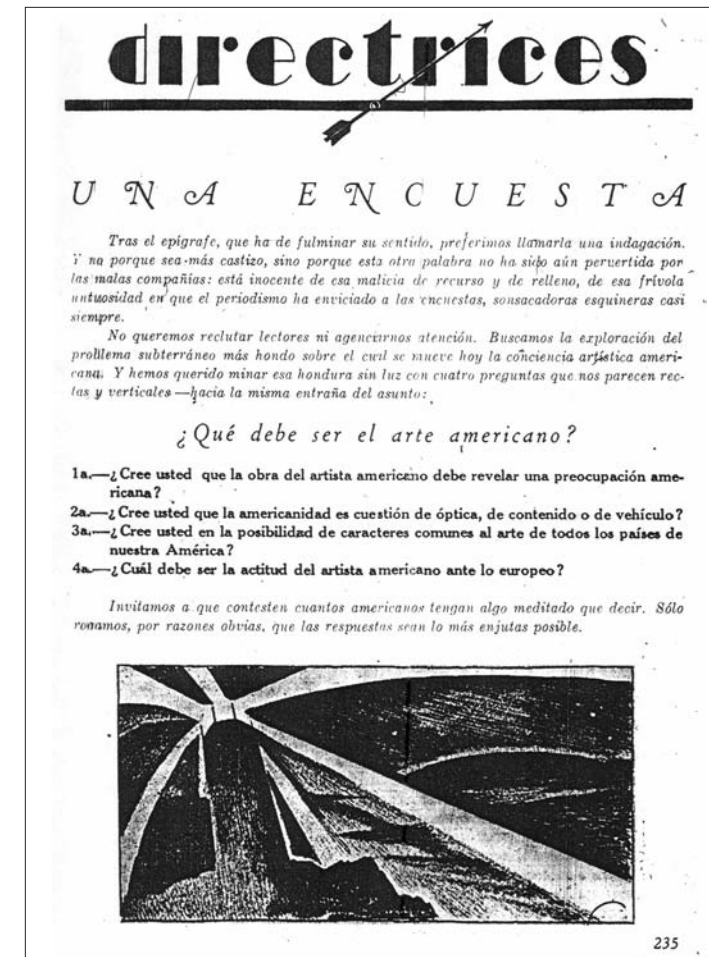 directrices
UNA ENCUESTA
Tras el epígrafe, que ha de fulminar su sentido, preferimos llamarla una indagación.
Y no porque sea más castizo, sino porque esta otra palabra no ha sido aún pervertida por
las malas compañías: está inocente de esa malicia de recurso y de relleno, de esa frívola
untuosidad en que el periodismo ha enviciado a las encuestas, sonsacadoras esquineras casi
siempre.
No queremos reclutar lectores ni agenciarnos atención. Buscamos la exploración del
problema subterráneo más hondo sobre el cual se mueve hoy la conciencia artística ameri-
cana. Y hemos querido minar esa hondura sin luz con cuatro preguntas que nos parecen rec-
tas y verticales —hacia la misma entraña del asunto:
¿Qué debe ser el arte americano?
1a.—¿Cree usted que la obra del artista americano debe revelar una preocupación ame-
ricana?
2a.—¿Cree usted que la americanidad es cuestión de óptica, de contenido o de vehículo?
3a.—¿Cree usted en la posibilidad de caracteres comunes al arte de todos los países de
nuestra América?
4a.—¿Cuál debe ser la actitud del artista americano ante lo europeo?
Invitamos a que contesten cuantos americanos tengan algo meditado que decir. Sólo
rogamos, por razones obvias, que las respuestas sean lo más enjutas posible.
235